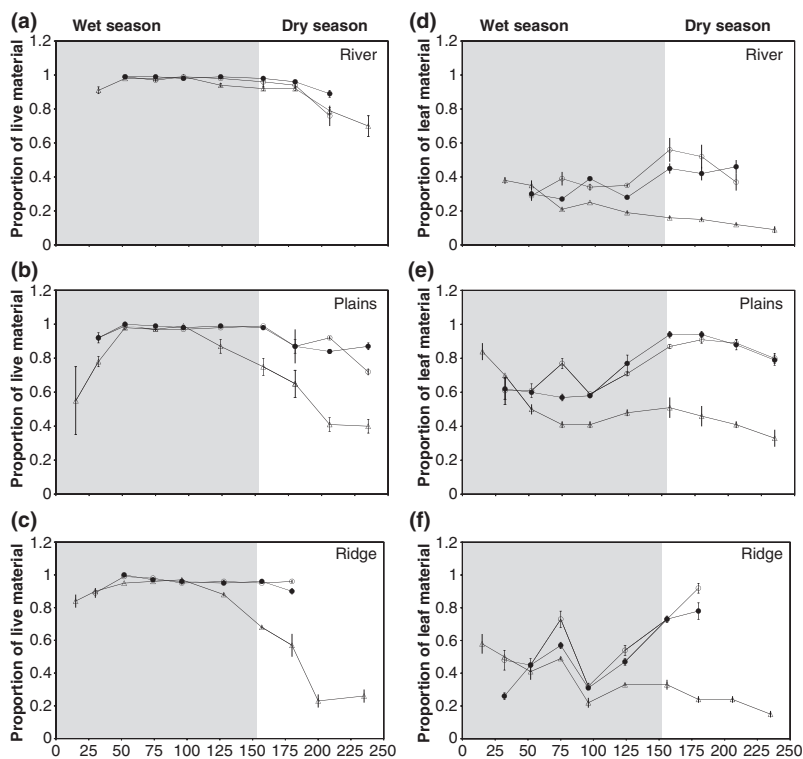 (a) Wet season Dry season
River
Proportion of live material
1.2
1
0.8
0.6
0.4
0.2
0
(b)
Plains
Proportion of live material
1.2
1
0.8
0.6
0.4
0.2
0
(c)
Ridge
Proportion of live material
1.2
1
0.8
0.6
0.4
0.2
0
0 25 50 75 100 125 150 175 200 225 250
(d) Wet season Dry season
River
Proportion of leaf material
1.2
1
0.8
0.6
0.4
0.2
0
(e)
Plains
Proportion of leaf material
1.2
1
0.8
0.6
0.4
0.2
0
(f)
Ridge
Proportion of leaf material
1.2
1
0.8
0.6
0.4
0.2
0
0 25 50 75 100 125 150 175 200 225 250